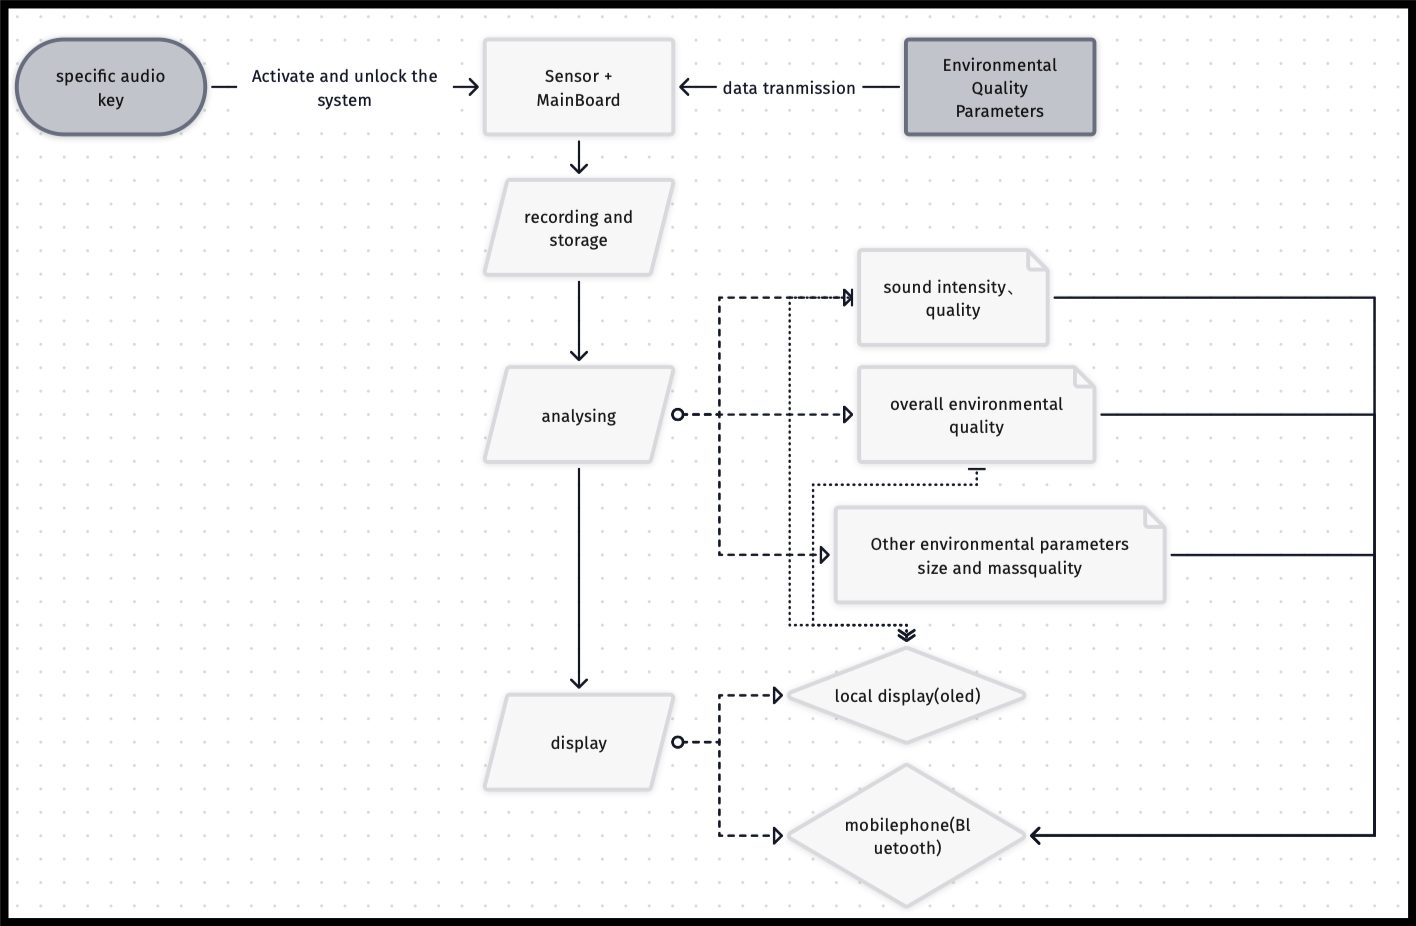 specific audio
key
Activate and unlock the
system
Sensor +
MainBoard
data tranmission
Environmental
Quality
Parameters
recording and
storage
sound intensity、
quality
analysing
overall environmental
quality
Other environmental parameters
size and massquality
local display(oled)
display
mobilephone(Bl
uetooth)